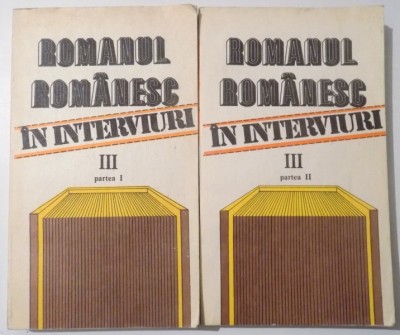 ROMANUL
ROMÂNESC
ÎN INTERVIURI
III
partea I
ROMANUL
ROMÂNESC
ÎN INTERVIURI
III
partea II